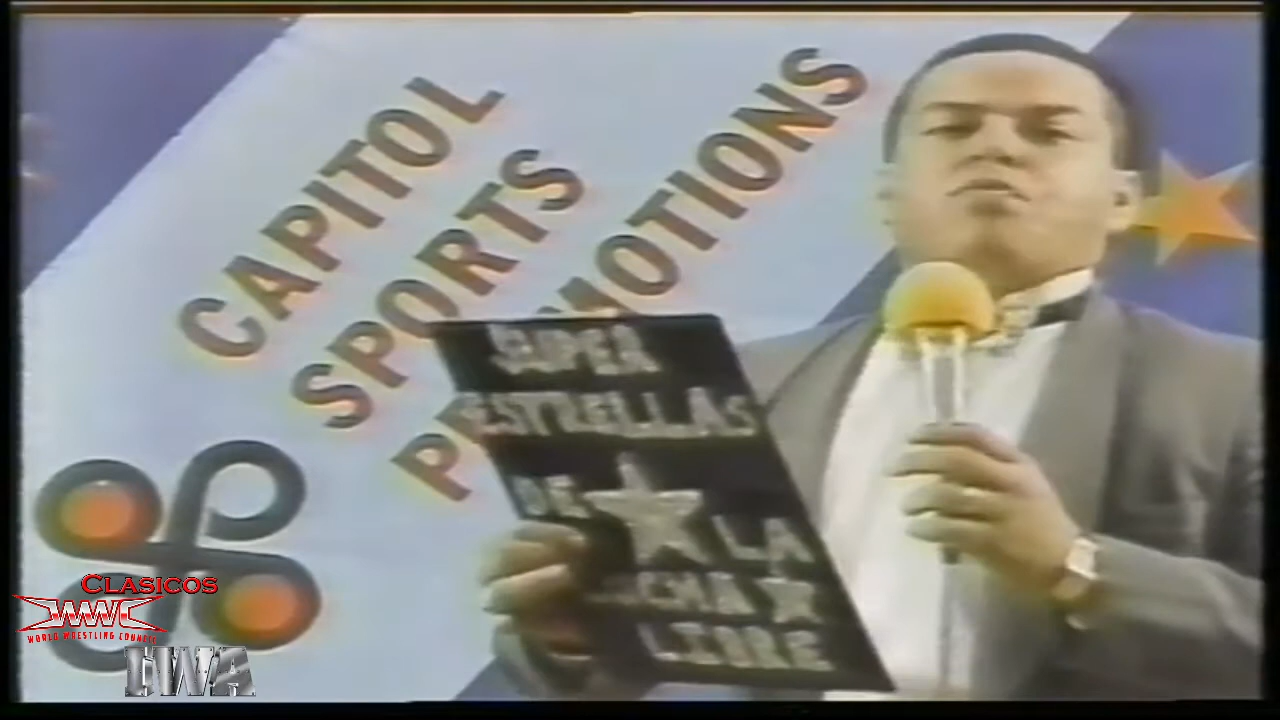 CAPITOL
SPORTS
PROMOTIONS
SUPER
ESTRELLAS
DE LA
LUCHA
LIBRE
CLASICOS
WWC
WORLD WRESTLING COUNCIL
IWA